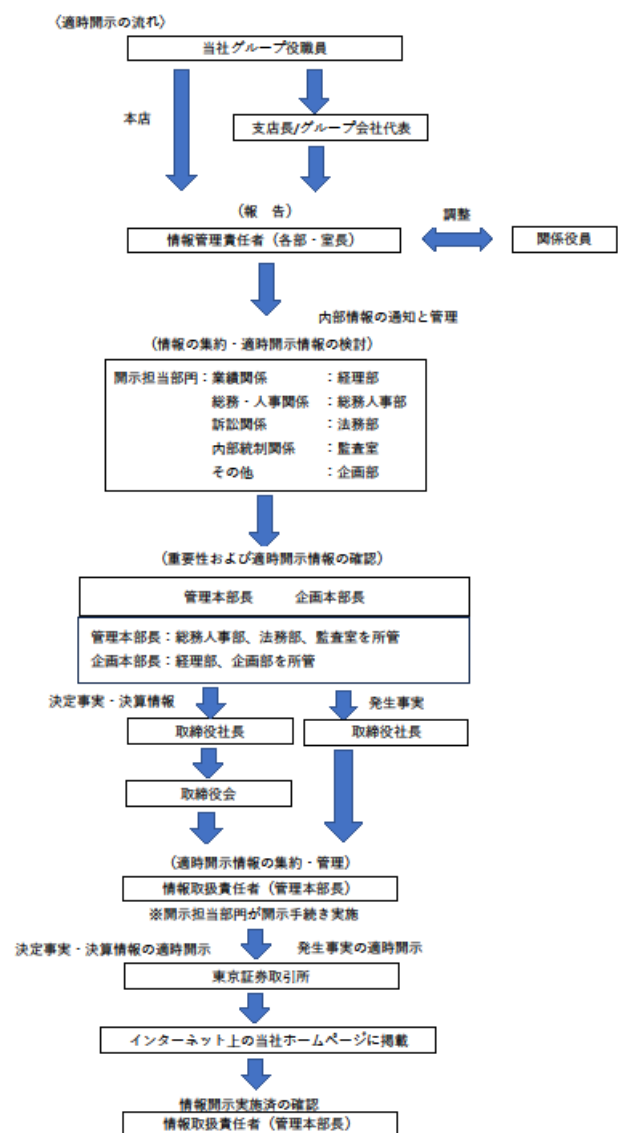 〈適時開示の流れ〉
当社グループ役職員
本店
支店長/グループ会社代表
（報　告）
調整
情報管理責任者（各部・室長）
関係役員
内部情報の通知と管理
（情報の集約・適時開示情報の検討）
開示担当部門：業績関係　：経理部
総務・人事関係　：総務人事部
訴訟関係　：法務部
内部統制関係　：監査室
その他　：企画部
（重要性および適時開示情報の確認）
管理本部長　企画本部長
管理本部長：総務人事部、法務部、監査室を所管
企画本部長：経理部、企画部を所管
決定事実・決算情報
発生事実
取締役社長
取締役社長
取締役会
（適時開示情報の集約・管理）
情報取扱責任者（管理本部長）
※開示担当部門が開示手続き実施
決定事実・決算情報の適時開示
発生事実の適時開示
東京証券取引所
インターネット上の当社ホームページに掲載
情報開示実施済の確認
情報取扱責任者（管理本部長）